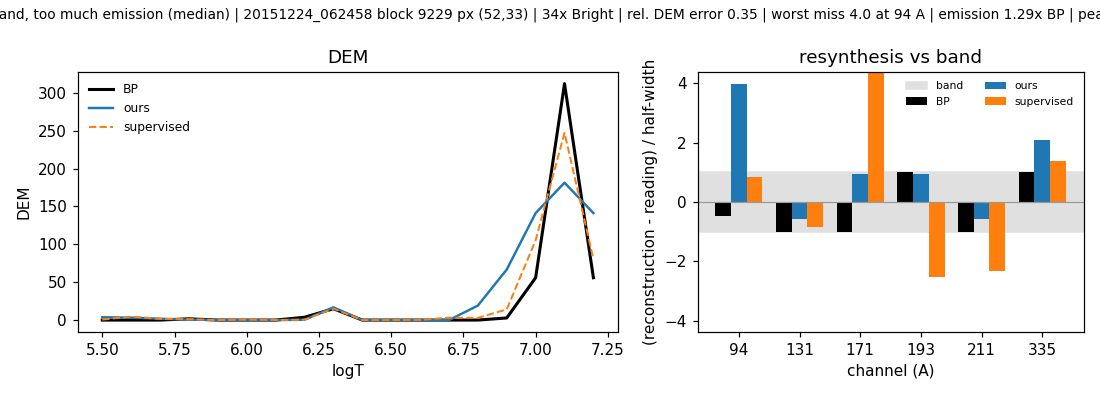 and, too much emission (median) | 20151224_062458 block 9229 px (52,33) | 34x Bright | rel. DEM error 0.35 | worst miss 4.0 at 94 A | emission 1.29x BP | pea
DEM
BP
ours
supervised
300
250
200
150
100
50
0
DEM
5.50 5.75 6.00 6.25 6.50 6.75 7.00 7.25
logT
resynthesis vs band
band ours
BP supervised
4
2
0
−2
−4
(reconstruction - reading) / half-width
94 131 171 193 211 335
channel (A)